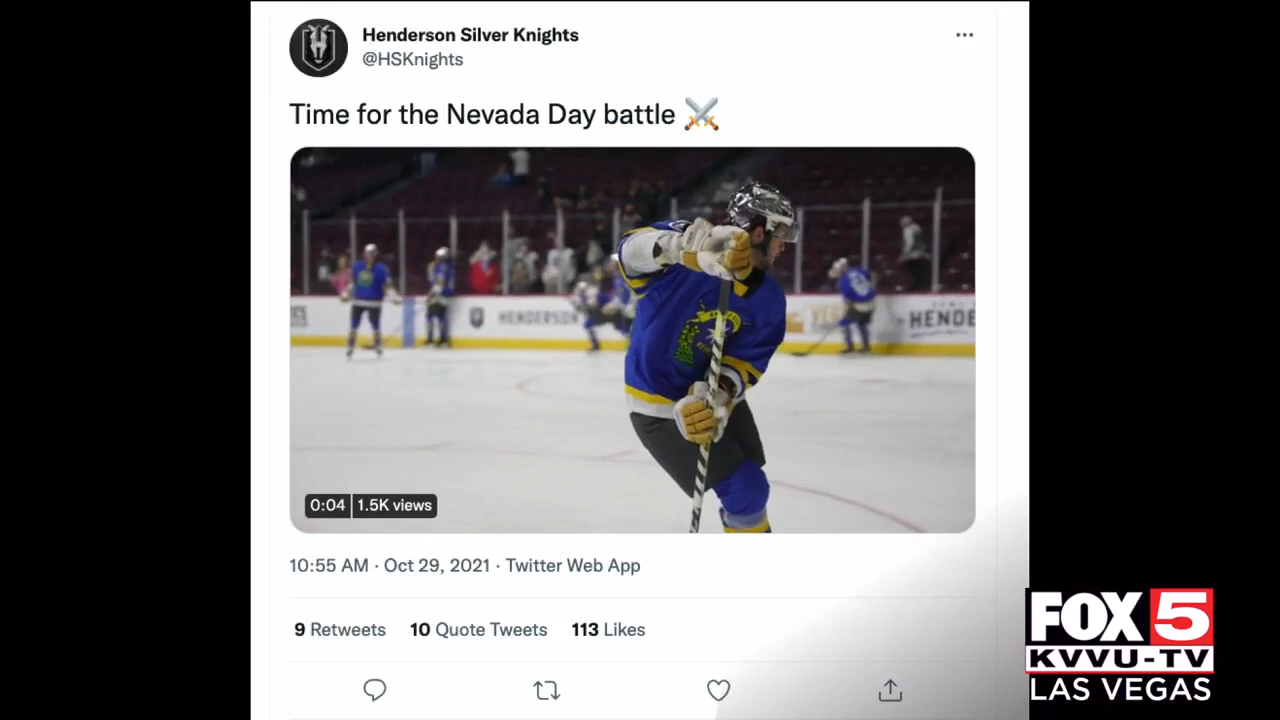 Henderson Silver Knights
@HSKnights
Time for the Nevada Day battle ⚔️
HENDERSON
HENDE
0:04 1.5K views
10:55 AM · Oct 29, 2021 · Twitter Web App
9 Retweets 10 Quote Tweets 113 Likes
FOX 5
KVVU-TV
LAS VEGAS